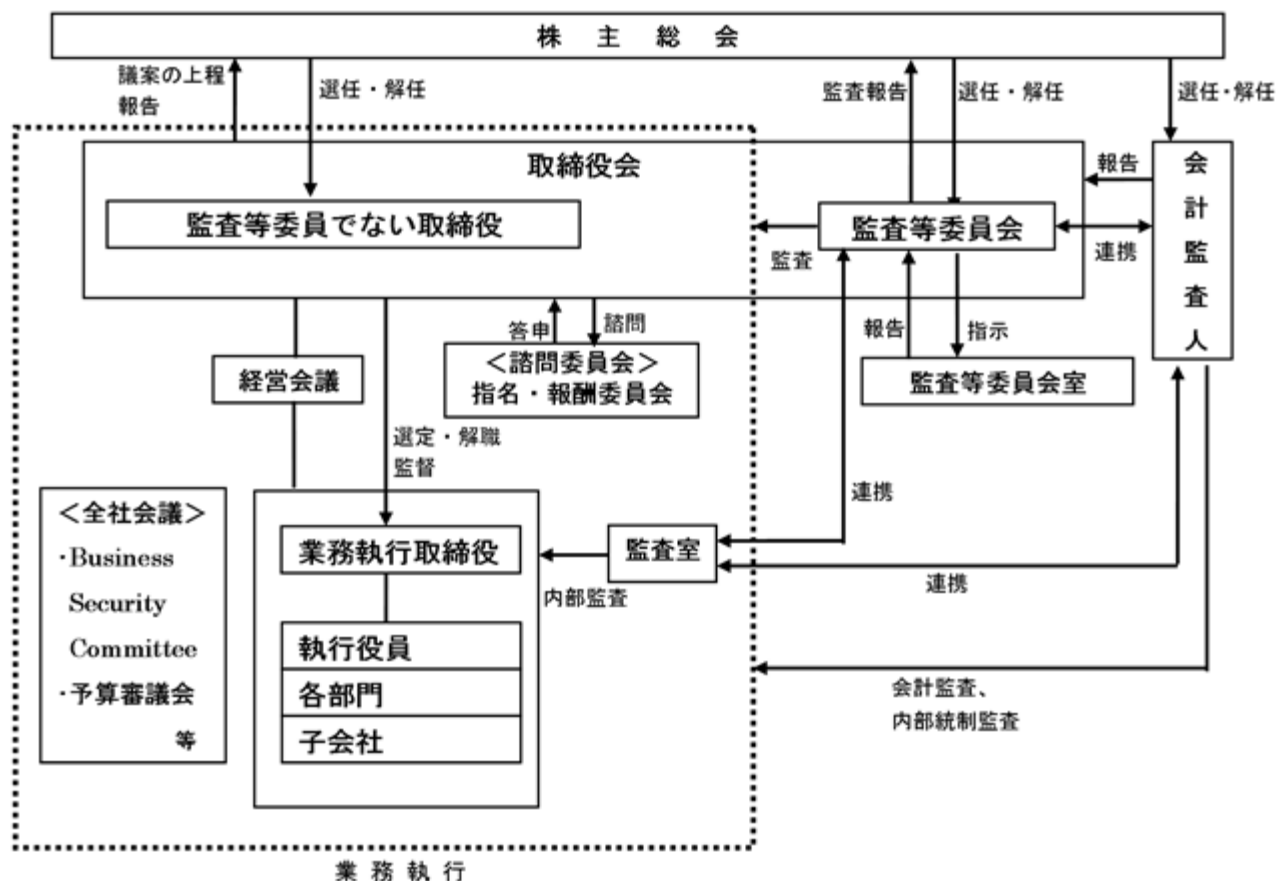 株主総会
議案の上程
報告
選任・解任
監査報告
選任・解任
選任・解任
取締役会
監査等委員でない取締役
監査等委員会
監査
報告
連携
会計監査人
答申
諮問
報告
指示
経営会議
＜諮問委員会＞
指名・報酬委員会
監査等委員会室
選定・解職
監督
＜全社会議＞
・Business
Security
Committee
・予算審議会
等
業務執行取締役
執行役員
各部門
子会社
内部監査
監査室
連携
連携
会計監査、
内部統制監査
業務執行